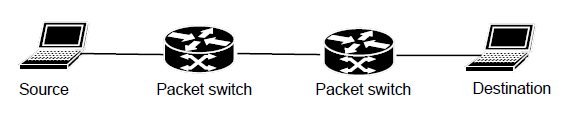 Source
Packet switch
Packet switch
Destination